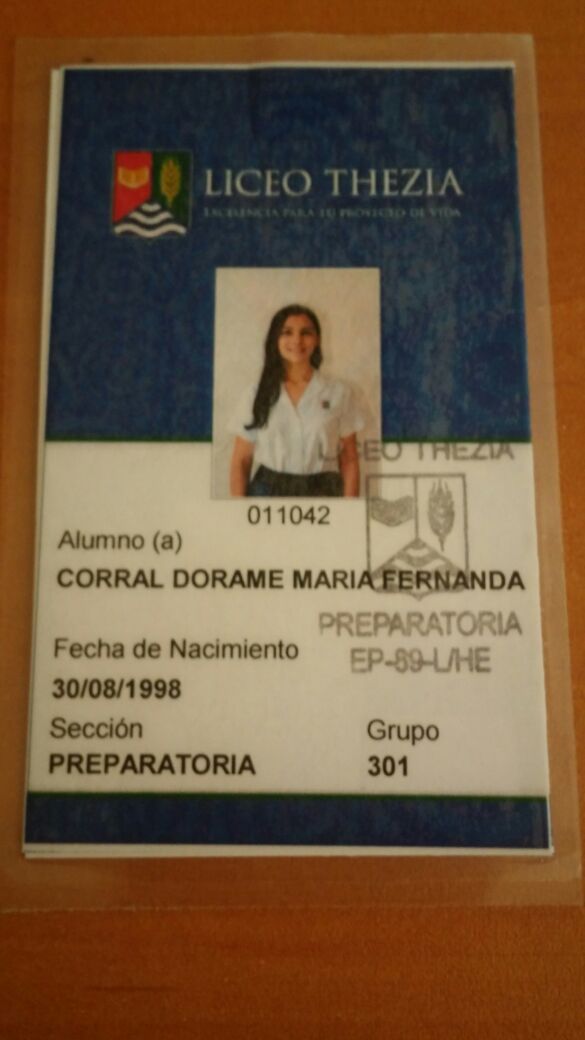 LICEO THEZIA
EXCELENCIA PARA TU PROYECTO DE VIDA
011042
LICEO THEZIA
Alumno (a)
CORRAL DORAME MARIA FERNANDA
PREPARATORIA
EP-89-L/HE
Fecha de Nacimiento
30/08/1998
Sección Grupo
PREPARATORIA 301